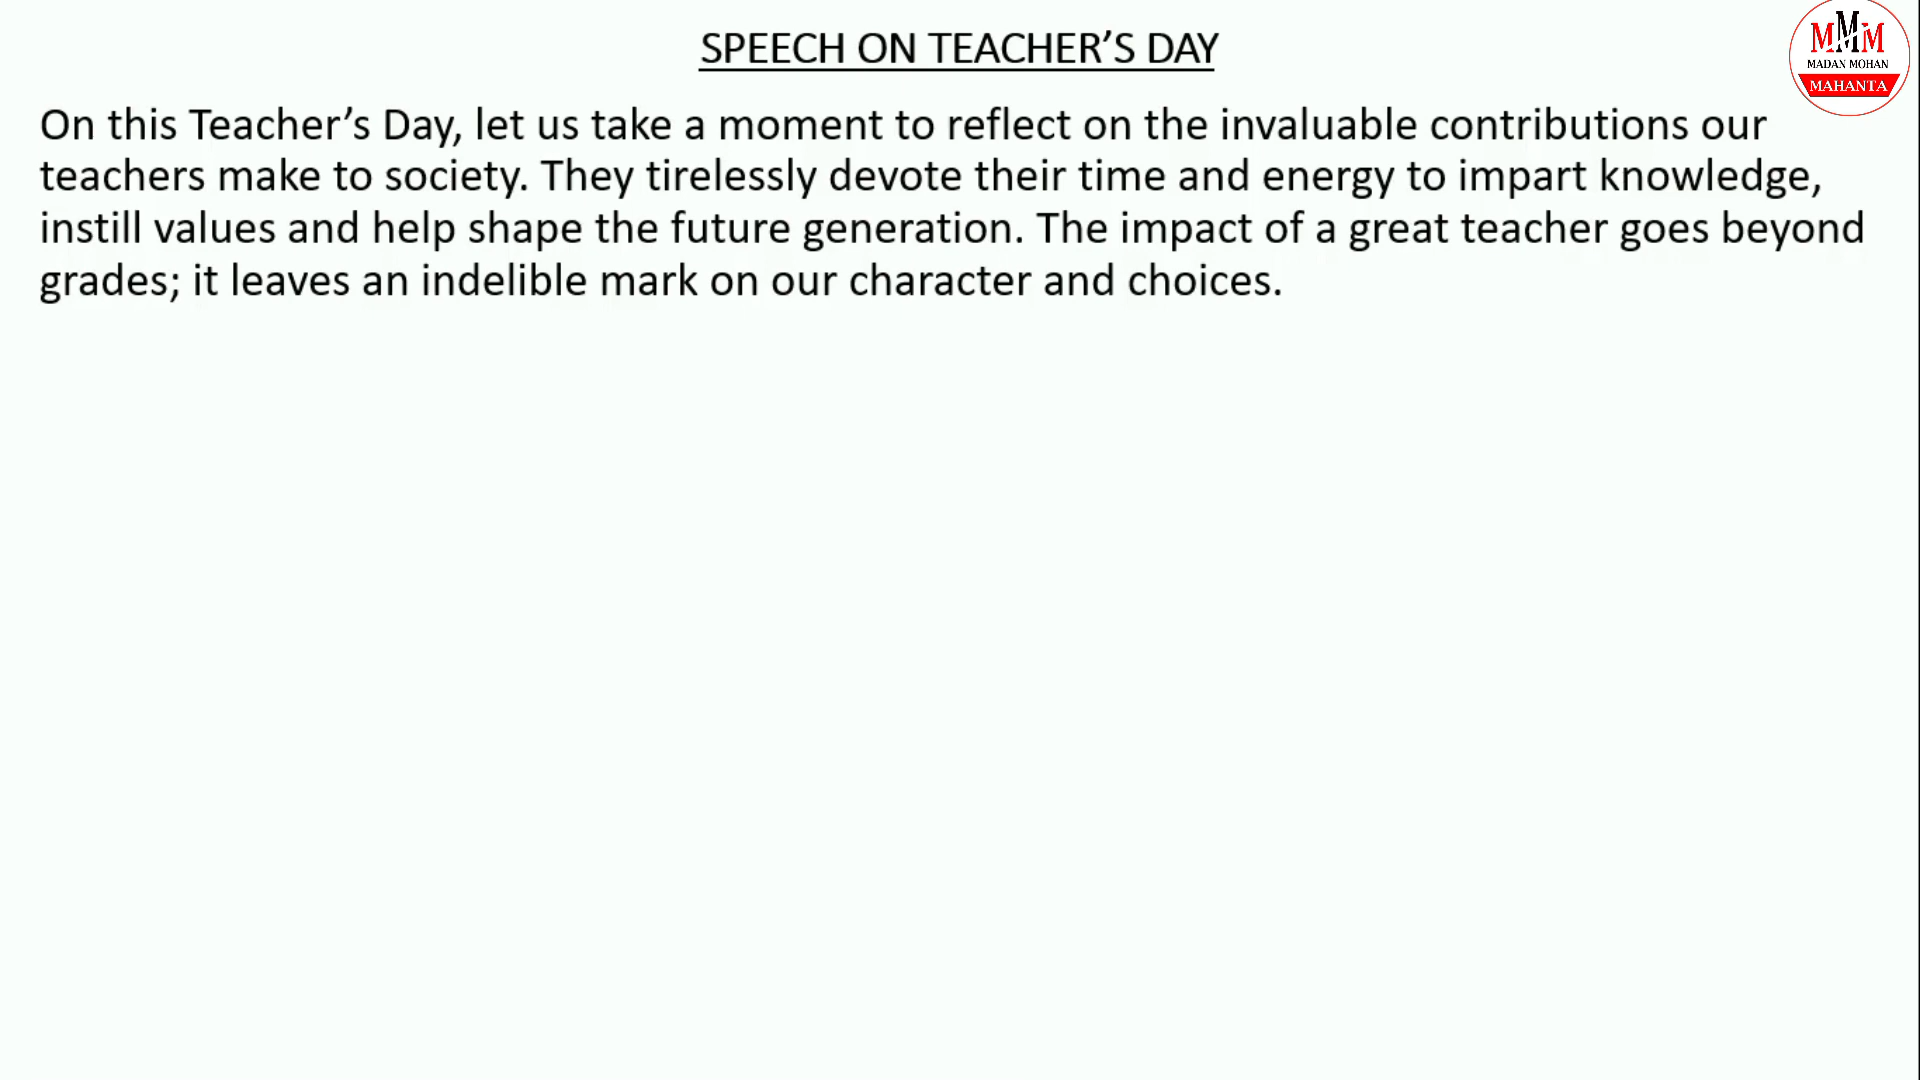 SPEECH ON TEACHER’S DAY
MMM
MADAN MOHAN
MAHANTA
On this Teacher’s Day, let us take a moment to reflect on the invaluable contributions our
teachers make to society. They tirelessly devote their time and energy to impart knowledge,
instill values and help shape the future generation. The impact of a great teacher goes beyond
grades; it leaves an indelible mark on our character and choices.